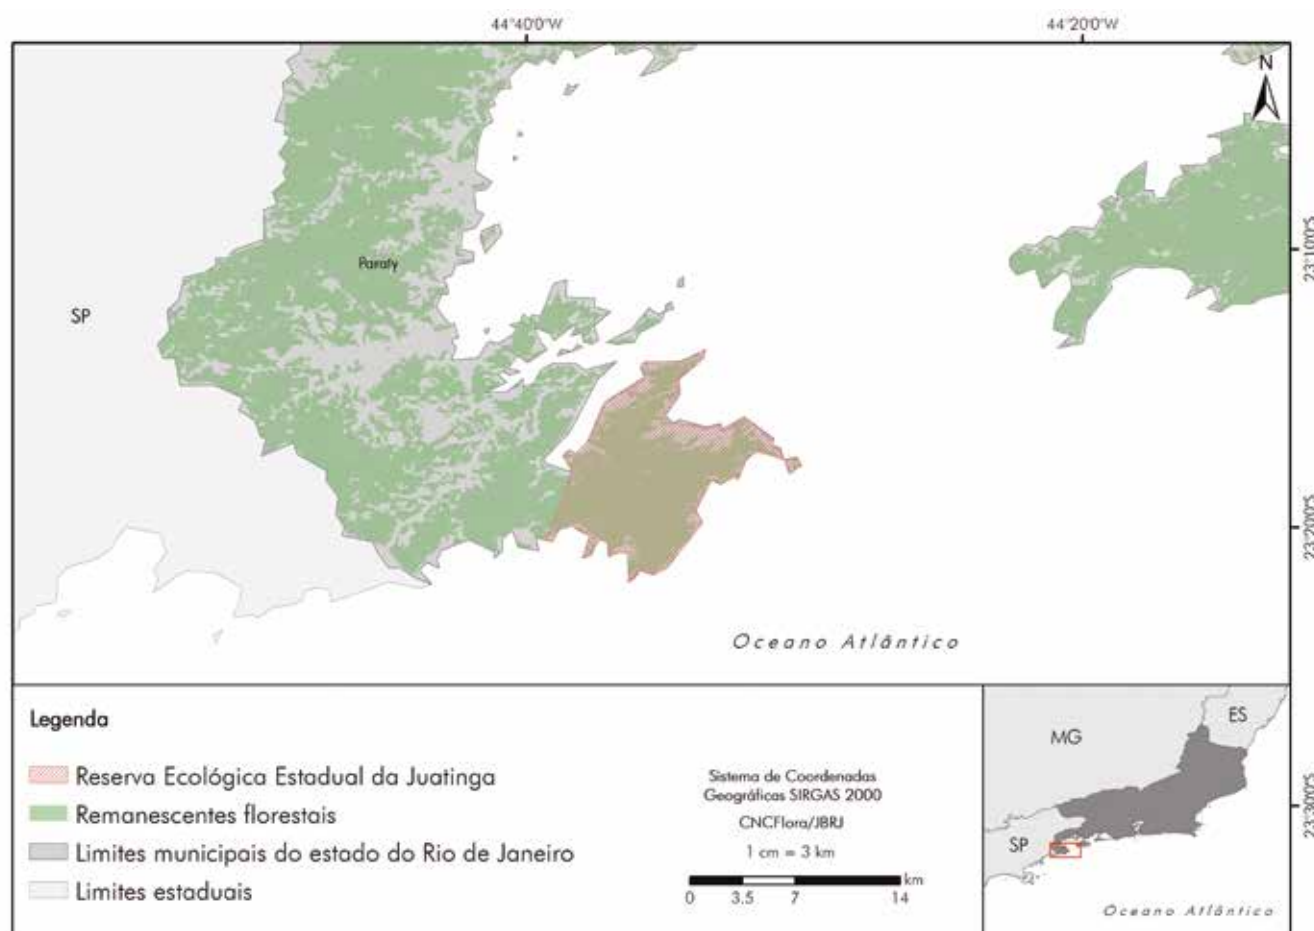 44°40'0"W
44°20'0"W
N
23°10'0"S
Paraty
SP
23°20'0"S
Oceano Atlântico
Legenda
Reserva Ecológica Estadual da Juatinga
Remanescentes florestais
Limites municipais do estado do Rio de Janeiro
Limites estaduais
Sistema de Coordenadas
Geográficas SIRGAS 2000
CNCFlora/JBRJ
1 cm = 3 km
km
0 3.5 7 14
ES
MG
SP
Oceano Atlântico
23°30'0"S